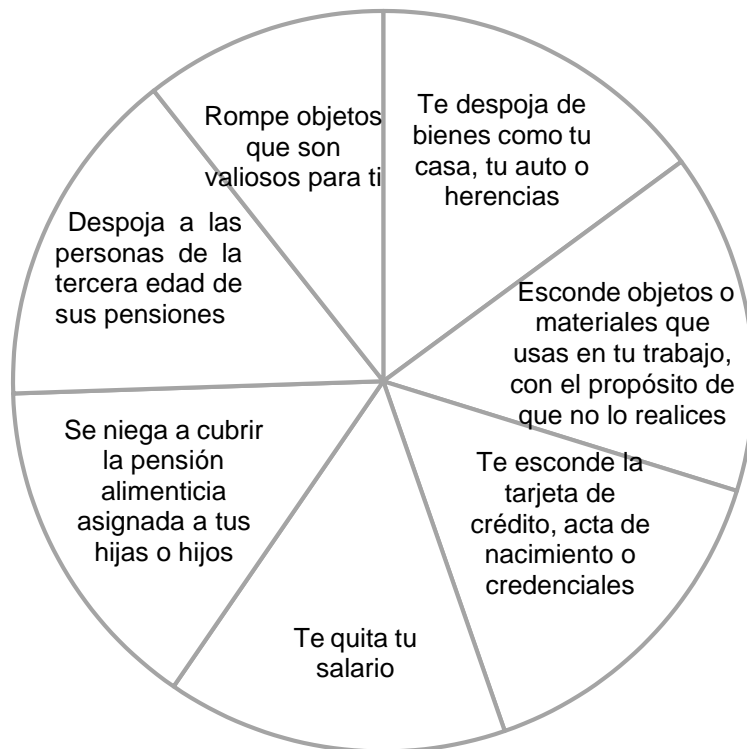 Rompe objetos
que son
valiosos para ti
Te despoja de
bienes como tu
casa, tu auto o
herencias
Esconde objetos o
materiales que
usas en tu trabajo,
con el propósito de
que no lo realices
Te esconde la
tarjeta de
crédito, acta de
nacimiento o
credenciales
Te quita tu
salario
Se niega a cubrir
la pensión
alimenticia
asignada a tus
hijas o hijos
Despoja a las
personas de la
tercera edad de
sus pensiones